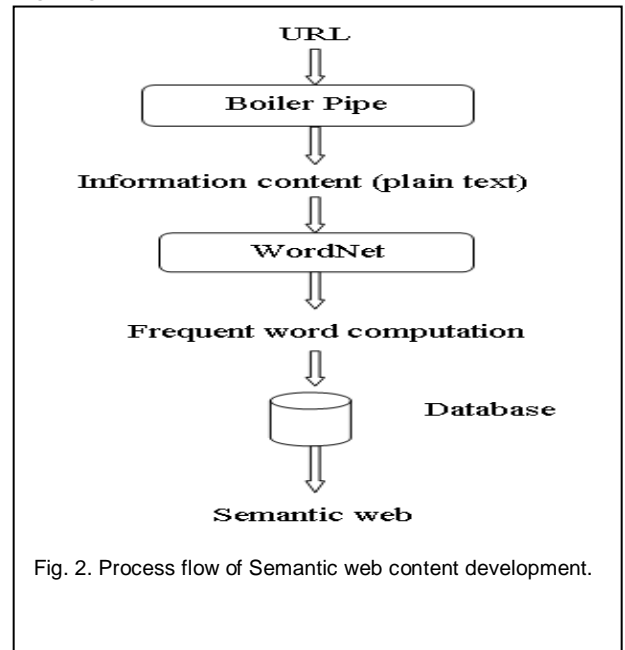 URL
Boiler Pipe
Information content (plain text)
WordNet
Frequent word computation
Database
Semantic web
Fig. 2. Process flow of Semantic web content development.